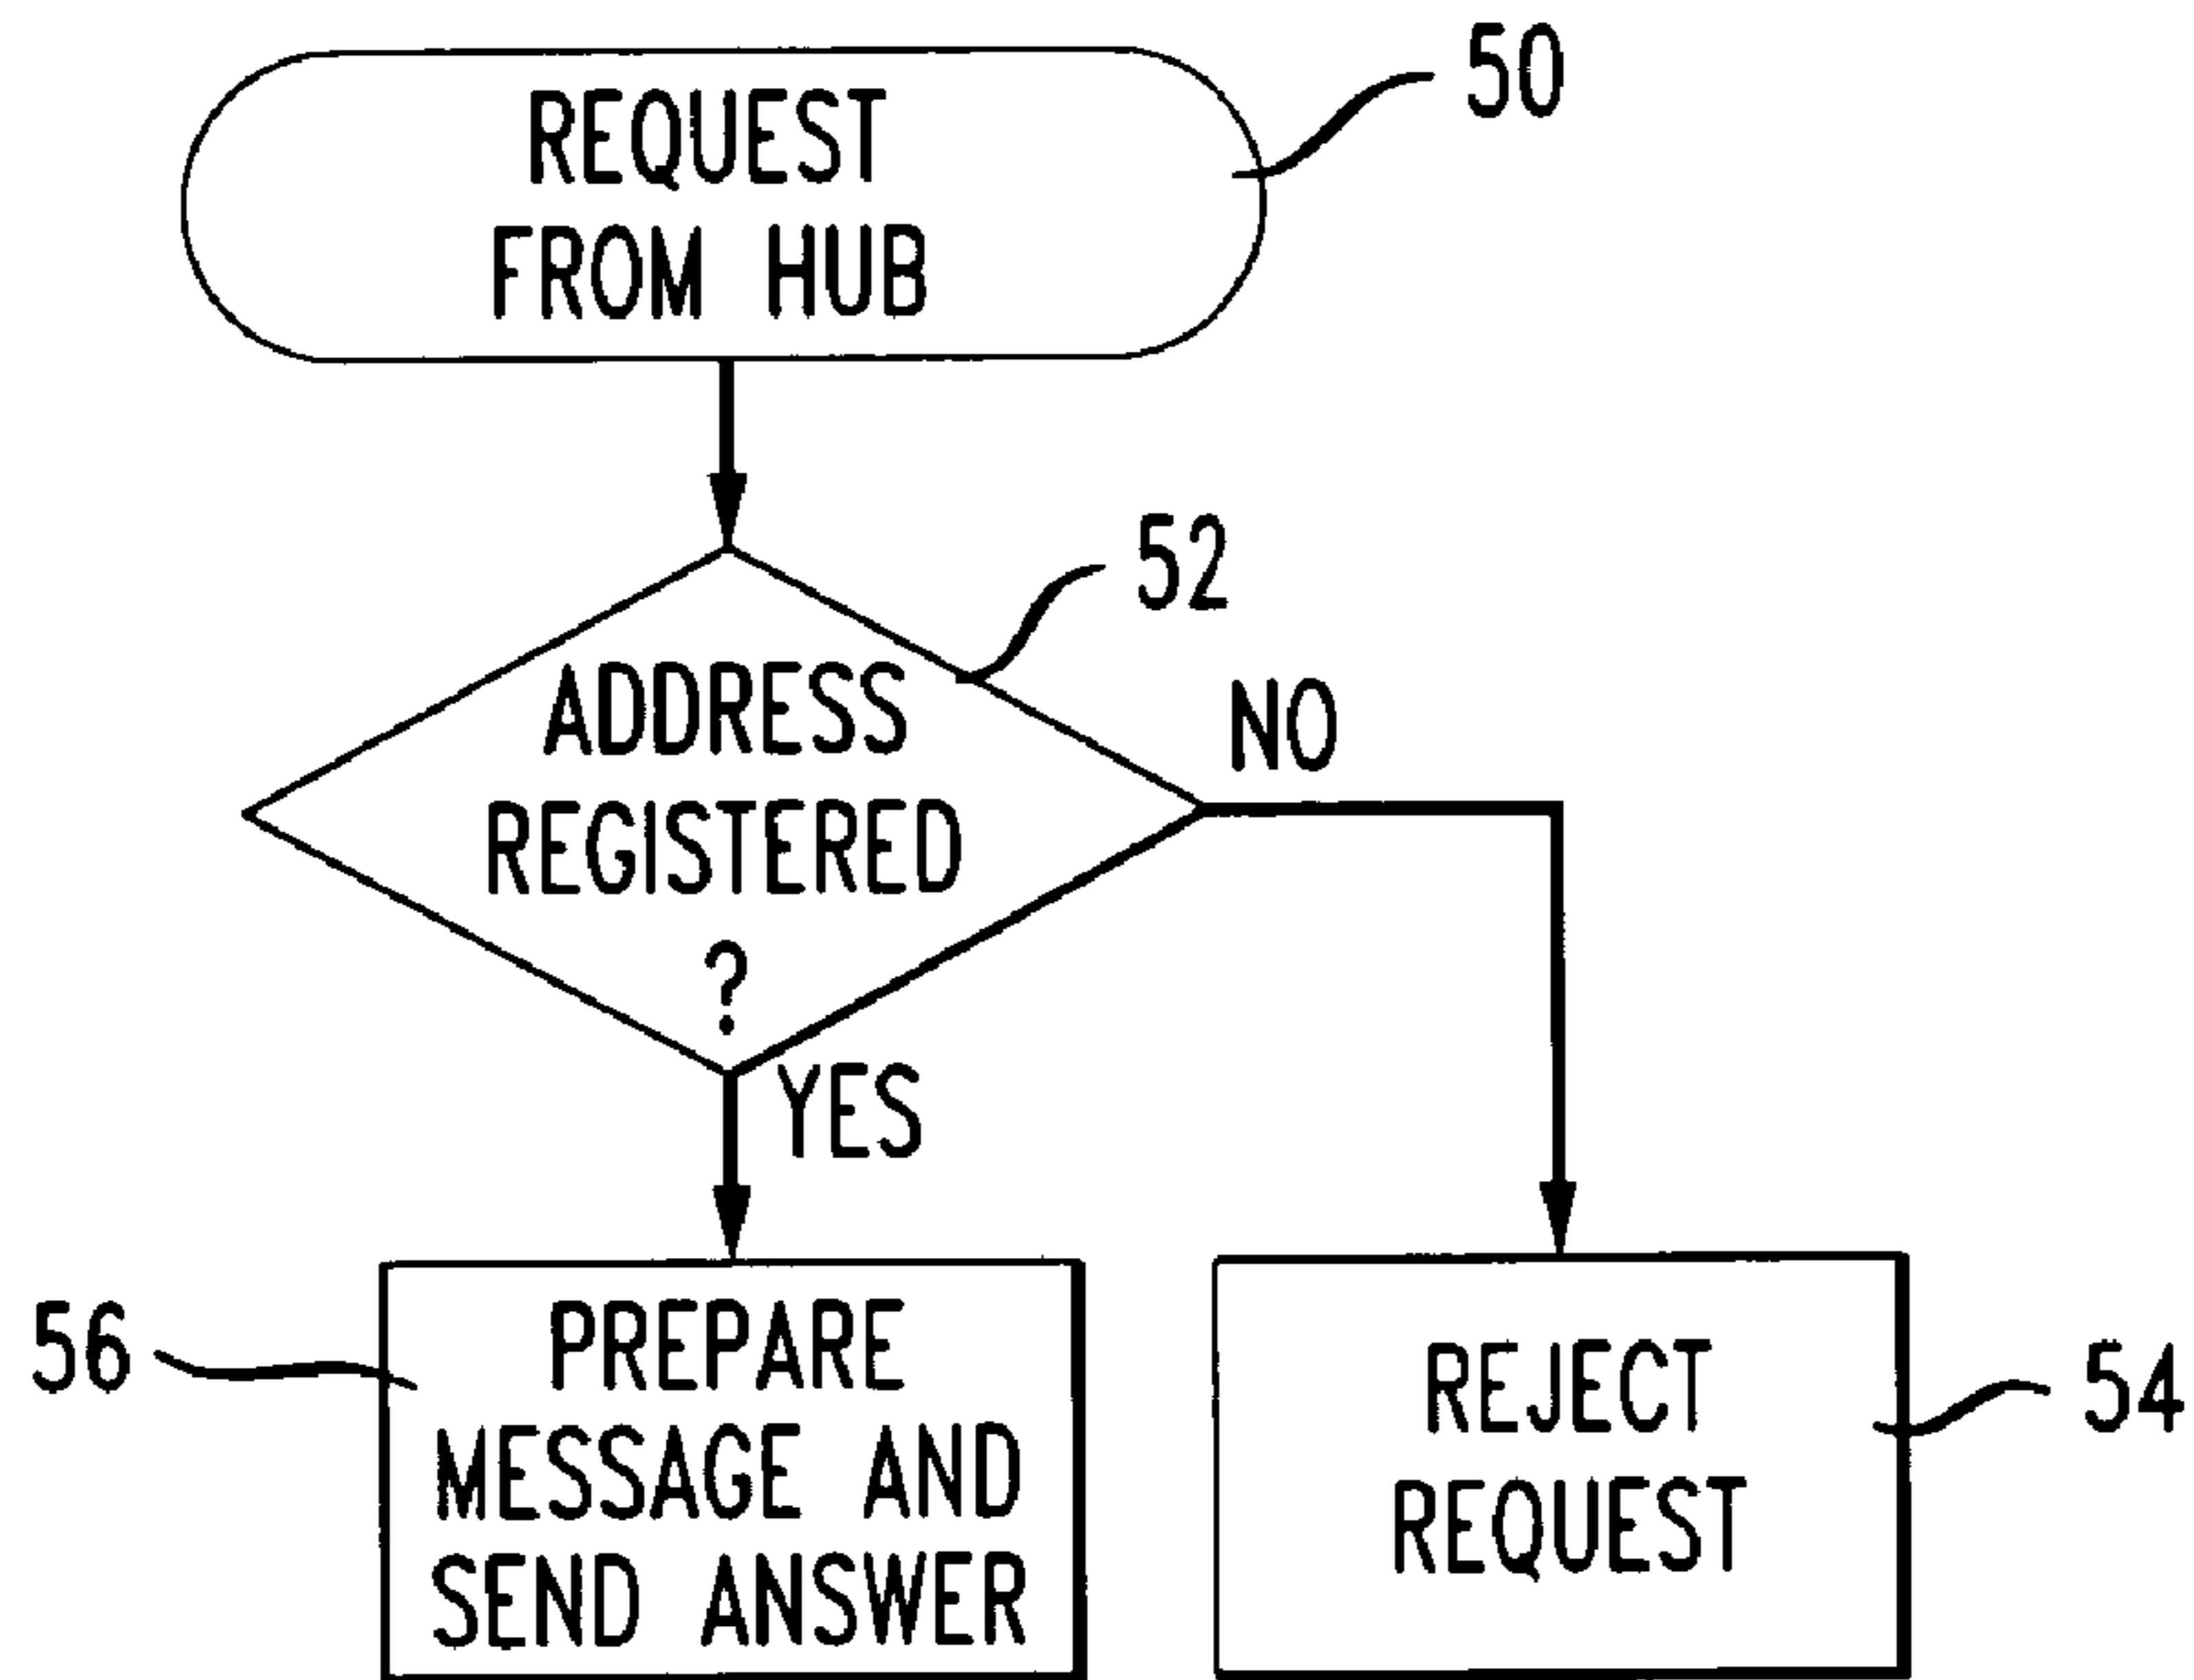 REQUEST
FROM HUB
50
52
ADDRESS
REGISTERED
?
NO
YES
56
PREPARE
MESSAGE AND
SEND ANSWER
REJECT
REQUEST
54